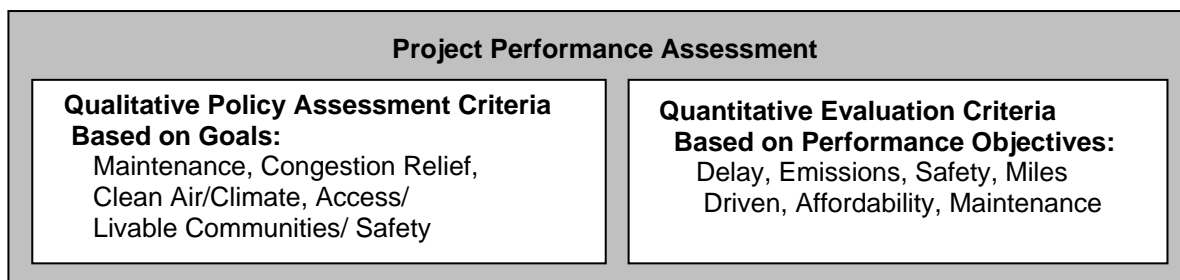 Project Performance Assessment
Qualitative Policy Assessment Criteria
Based on Goals:
Maintenance, Congestion Relief,
Clean Air/Climate, Access/
Livable Communities/ Safety
Quantitative Evaluation Criteria
Based on Performance Objectives:
Delay, Emissions, Safety, Miles
Driven, Affordability, Maintenance